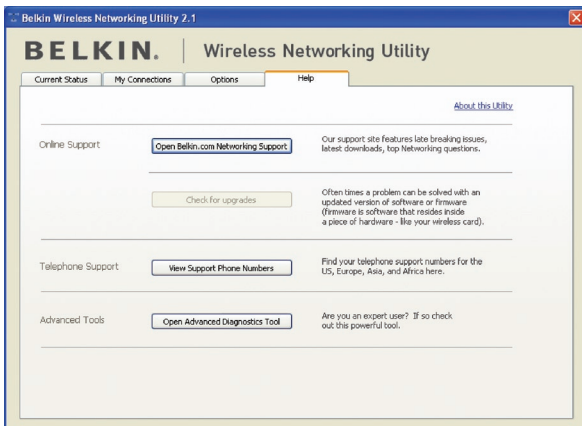 Belkin Wireless Networking Utility 2.1
BELKIN. | Wireless Networking Utility
Current Status My Connections Options Help
About this Utility
Online Support
Open Belkin.com Networking Support
Our support site features late breaking issues,
latest downloads, top Networking questions.
Check for upgrades
Often times a problem can be solved with an
updated version of software or firmware
(firmware is software that resides inside
a piece of hardware - like your wireless card).
Telephone Support
View Support Phone Numbers
Find your telephone support numbers for the
US, Europe, Asia, and Africa here.
Advanced Tools
Open Advanced Diagnostics Tool
Are you an expert user? If so check
out this powerful tool.